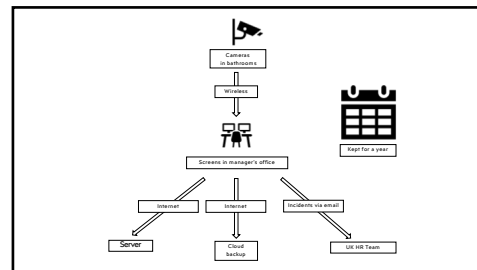 Cameras
in bathrooms
Wireless
Kept for a year
Screens in manager's office
Internet
Internet
Incidents via email
Server
Cloud
backup
UK HR Team